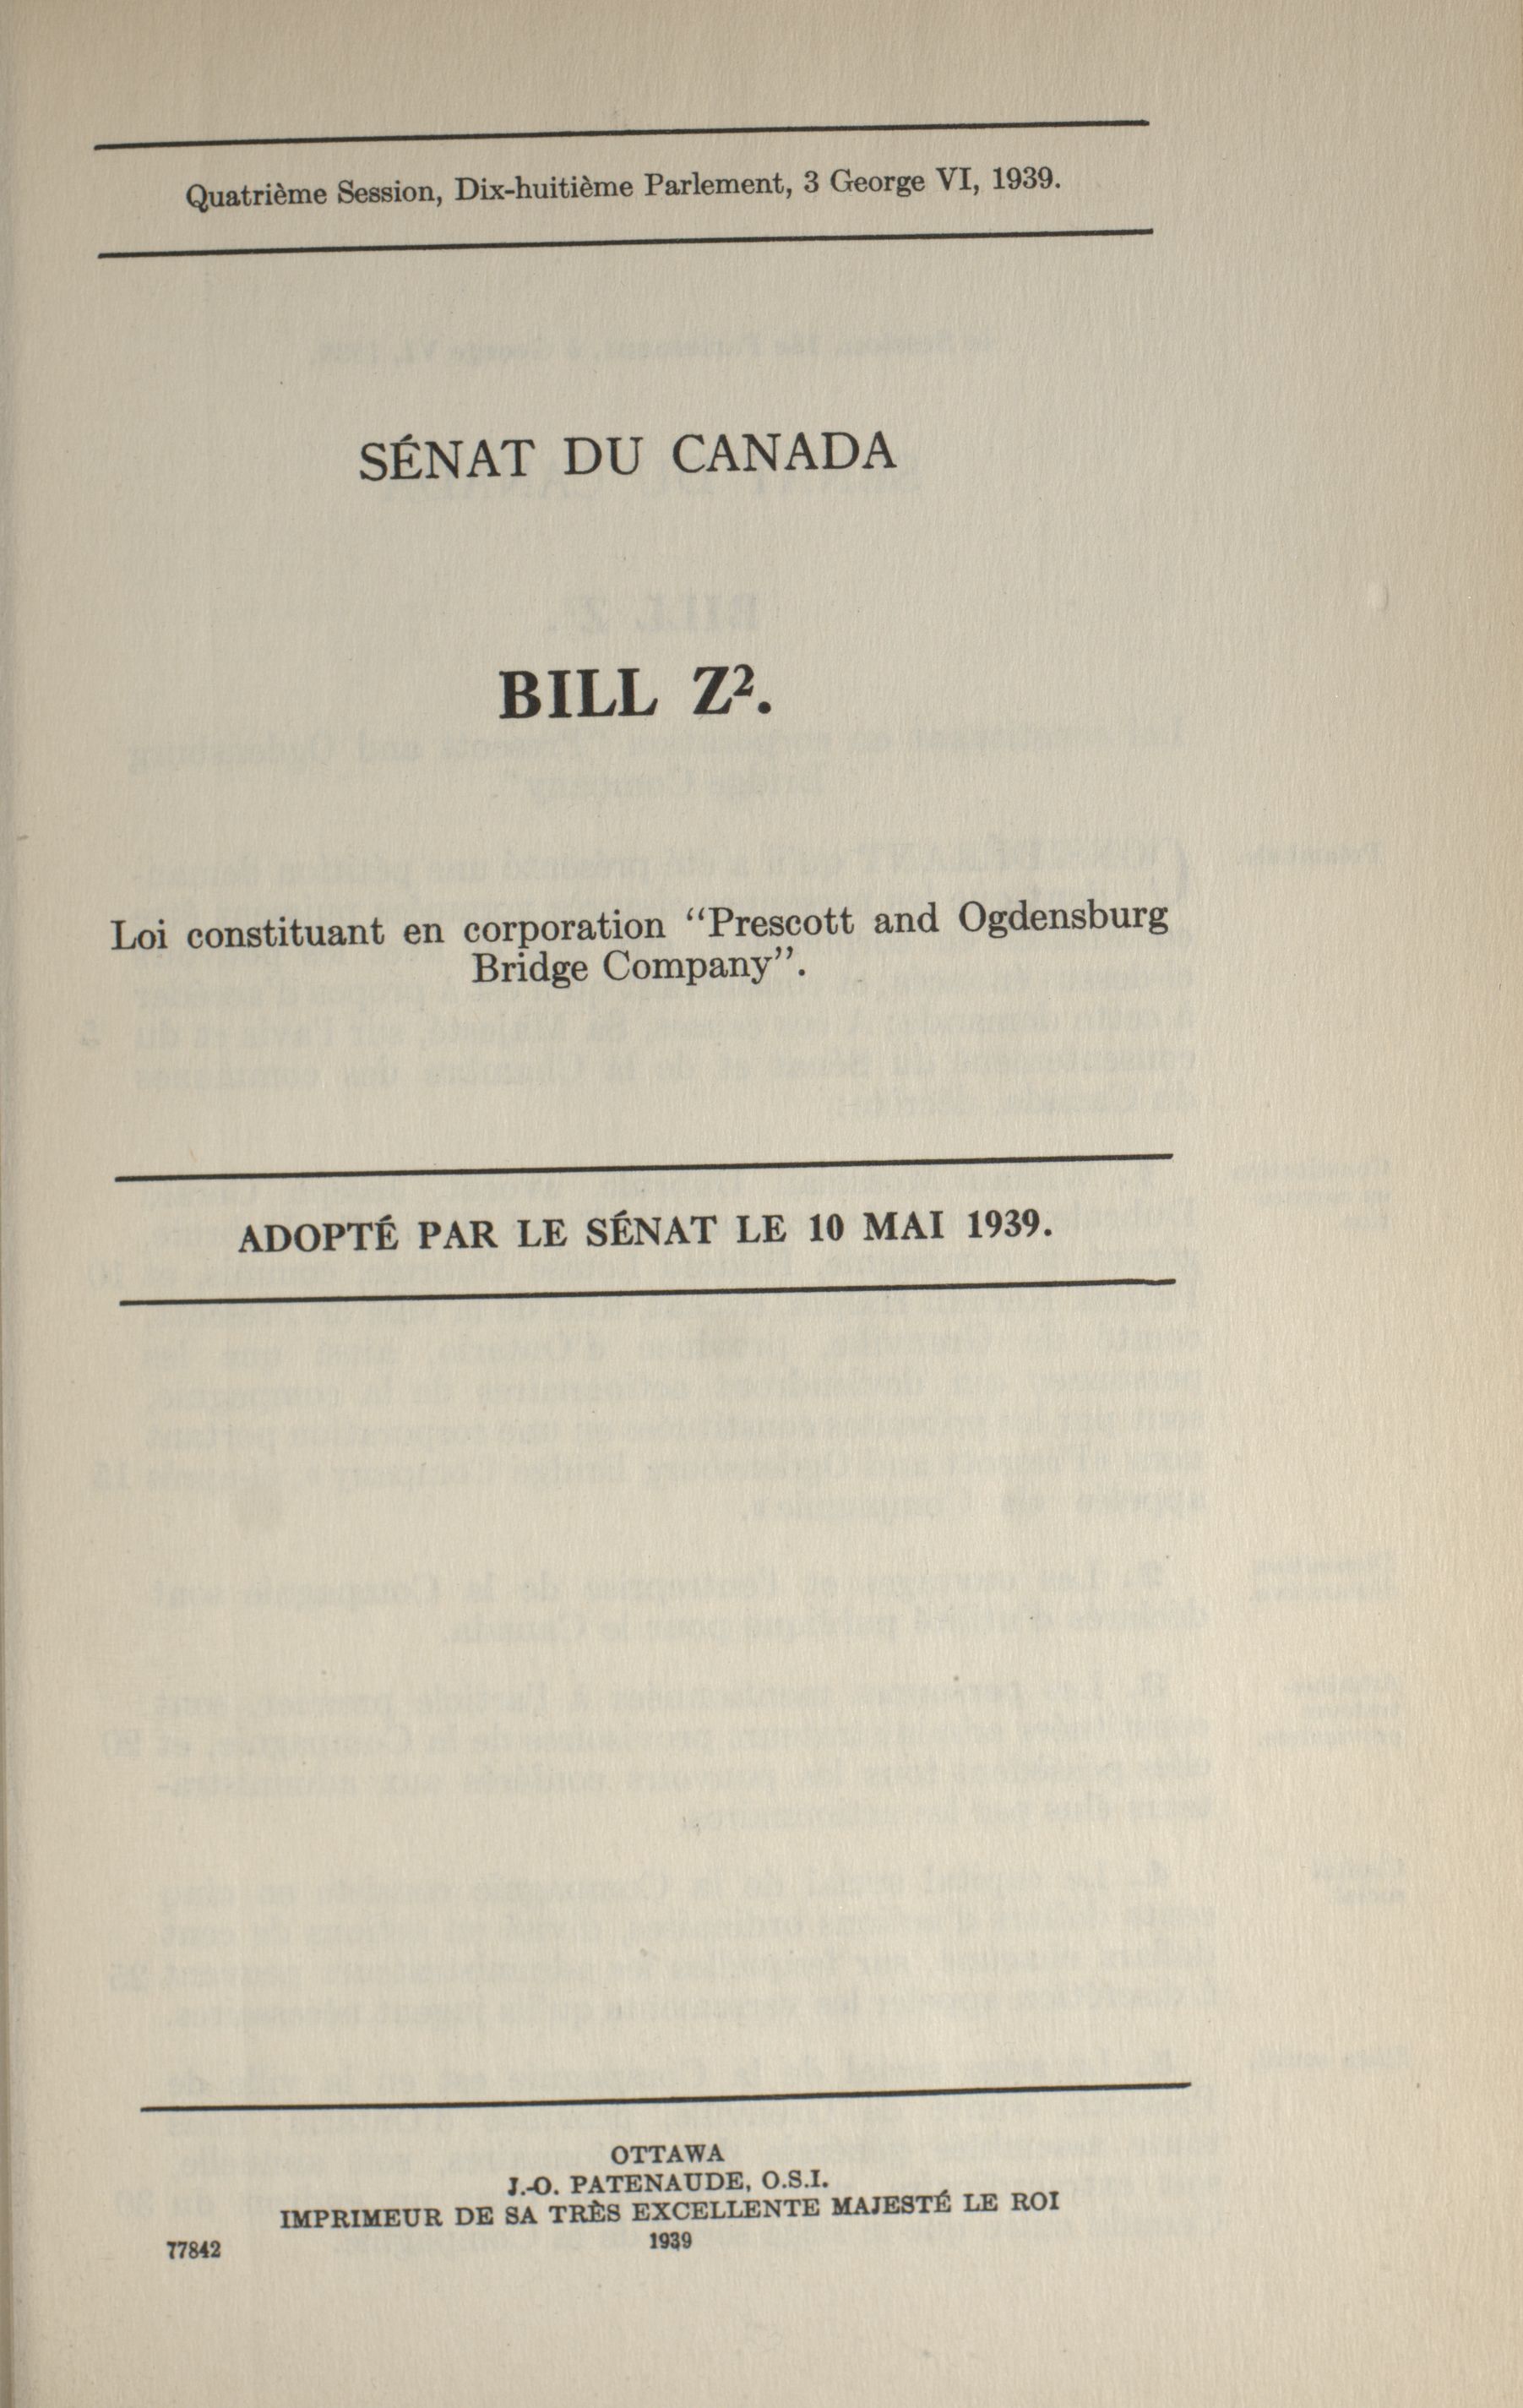 Quatrième Session, Dix-huitième Parlement, 3 George VI, 1939.
SÉNAT DU CANADA
BILL Z².
Loi constituant en corporation “Prescott and Ogdensburg
Bridge Company”.
ADOPTÉ PAR LE SÉNAT LE 10 MAI 1939.
OTTAWA
J.-O. PATENAUDE, O.S.I.
IMPRIMEUR DE SA TRÈS EXCELLENTE MAJESTÉ LE ROI
1939
77842